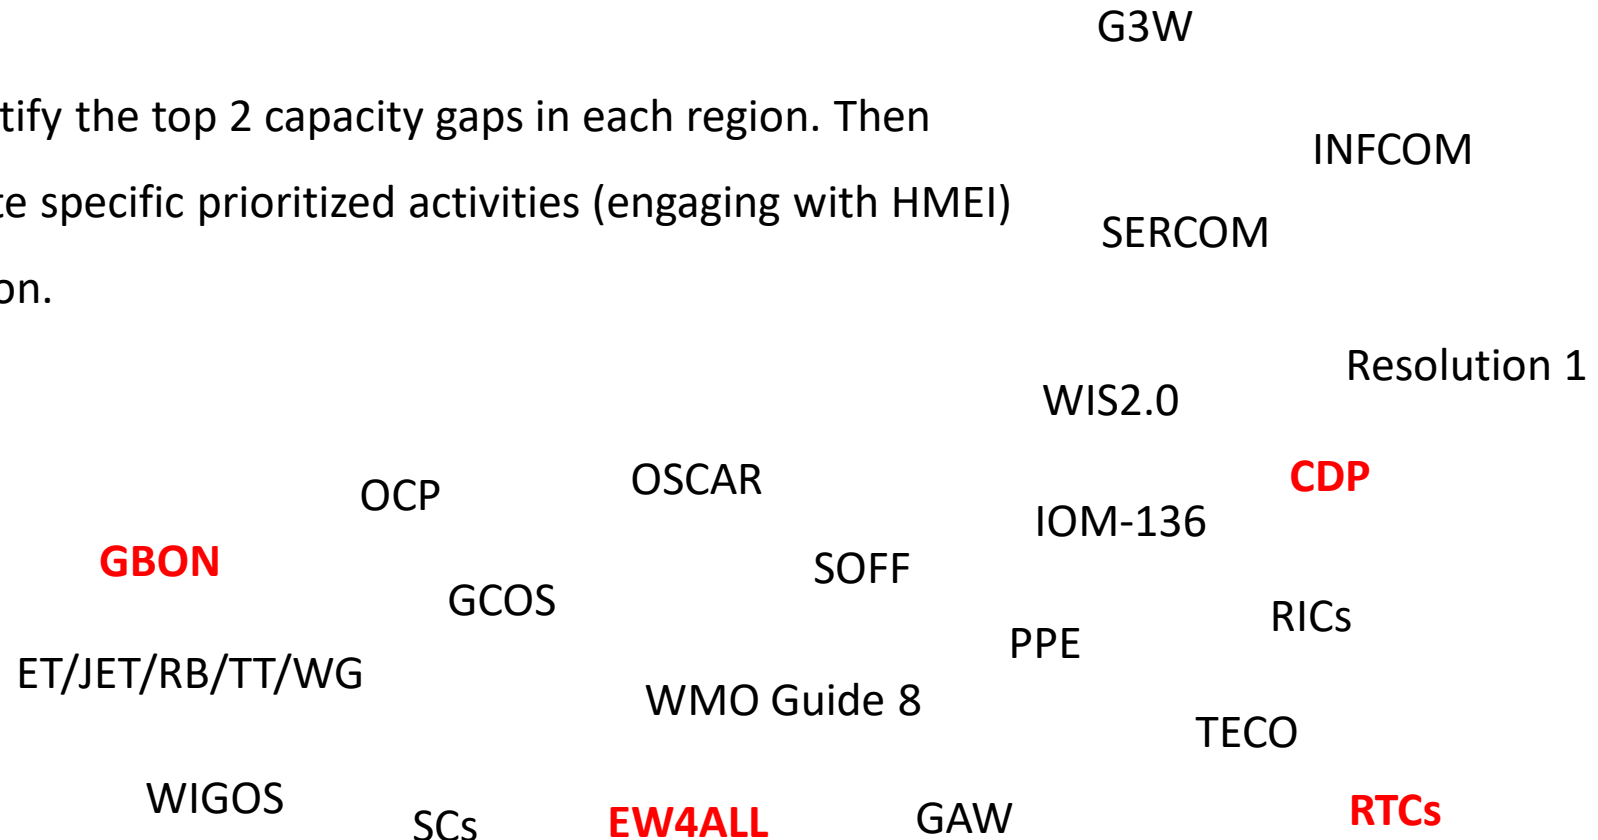 G3W
tify the top 2 capacity gaps in each region. Then
INFCOM
te specific prioritized activities (engaging with HMEI)
SERCOM
on.
Resolution 1
WIS2.0
CDP
OSCAR
OCP
IOM-136
GBON
SOFF
GCOS
RICs
PPE
ET/JET/RB/TT/WG
WMO Guide 8
TECO
WIGOS
RTCs
GAW
EW4ALL
SCs